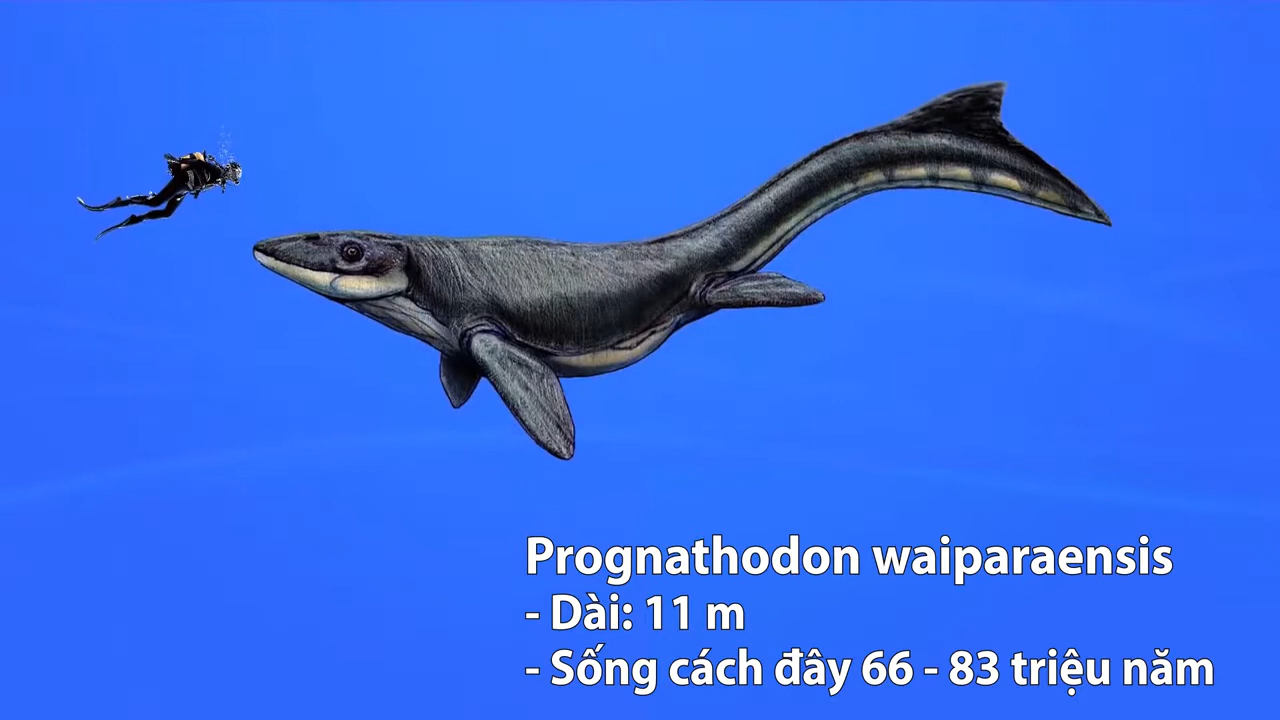 Prognathodon waiparaensis
- Dài: 11 m
- Sống cách đây 66 - 83 triệu năm